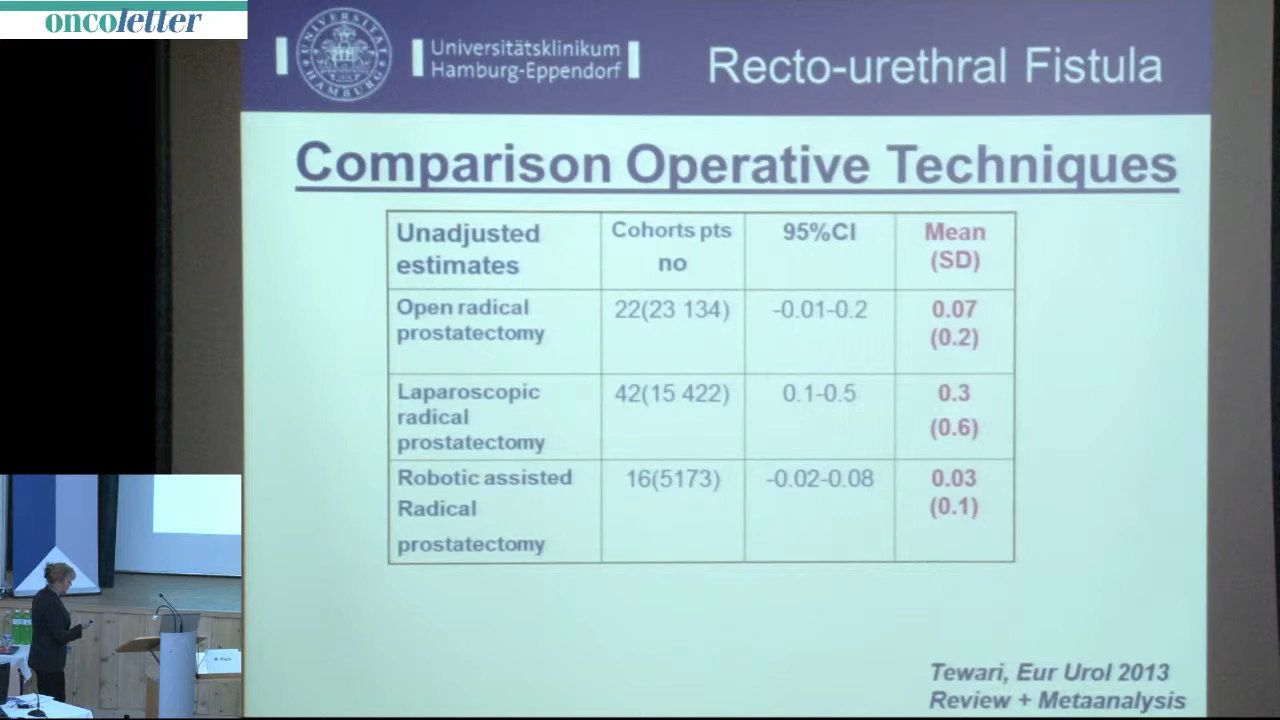 oncoletter
Universitätsklinikum
Hamburg-Eppendorf
Recto-urethral Fistula
Comparison Operative Techniques
Unadjusted estimates
Cohorts pts no
95%CI
Mean (SD)
Open radical prostatectomy
22(23 134)
-0.01-0.2
0.07 (0.2)
Laparoscopic radical prostatectomy
42(15 422)
0.1-0.5
0.3 (0.6)
Robotic assisted Radical prostatectomy
16(5173)
-0.02-0.08
0.03 (0.1)
Tewari, Eur Urol 2013
Review + Metaanalysis